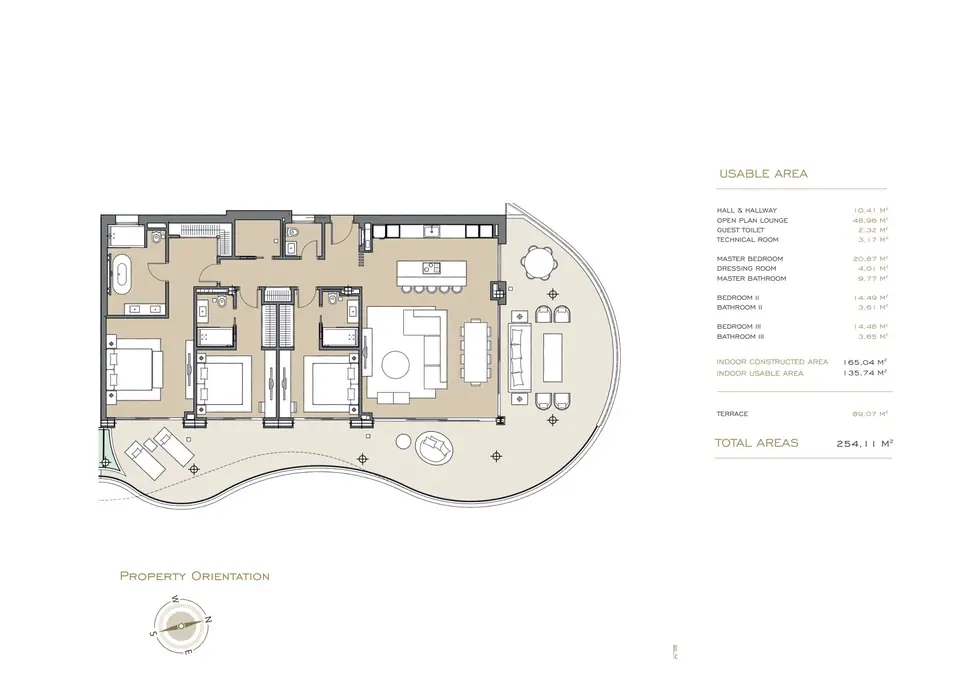 USABLE AREA
HALL & HALLWAY 10,41 M²
OPEN PLAN LOUNGE 48,96 M²
GUEST TOILET 2,32 M²
TECHNICAL ROOM 3,17 M²
MASTER BEDROOM 20,87 M²
DRESSING ROOM 4,01 M²
MASTER BATHROOM 9,77 M²
BEDROOM II 14,49 M²
BATHROOM II 3,61 M²
BEDROOM III 14,48 M²
BATHROOM III 3,65 M²
INDOOR CONSTRUCTED AREA 165,04 M²
INDOOR USABLE AREA 135,74 M²
TERRACE 89,07 M²
TOTAL AREAS 254,11 M²
PROPERTY ORIENTATION
W
N
S
E